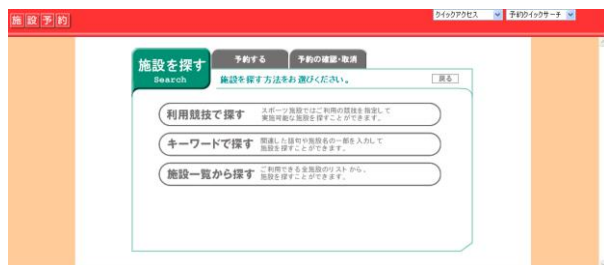 クイックアクセス 予約クイックサーチ
施設予約
施設を探す 予約する 予約の確認・取消
Search 施設を探す方法をお選びください。 戻る
利用競技で探す スポーツ施設ではご利用の競技を指定して
実施可能な施設を探すことができます。
キーワードで探す 関連した語句や施設名の一部を入力して
施設を探すことができます。
施設一覧から探す ご利用できる全施設のリストから、
施設を探すことができます。